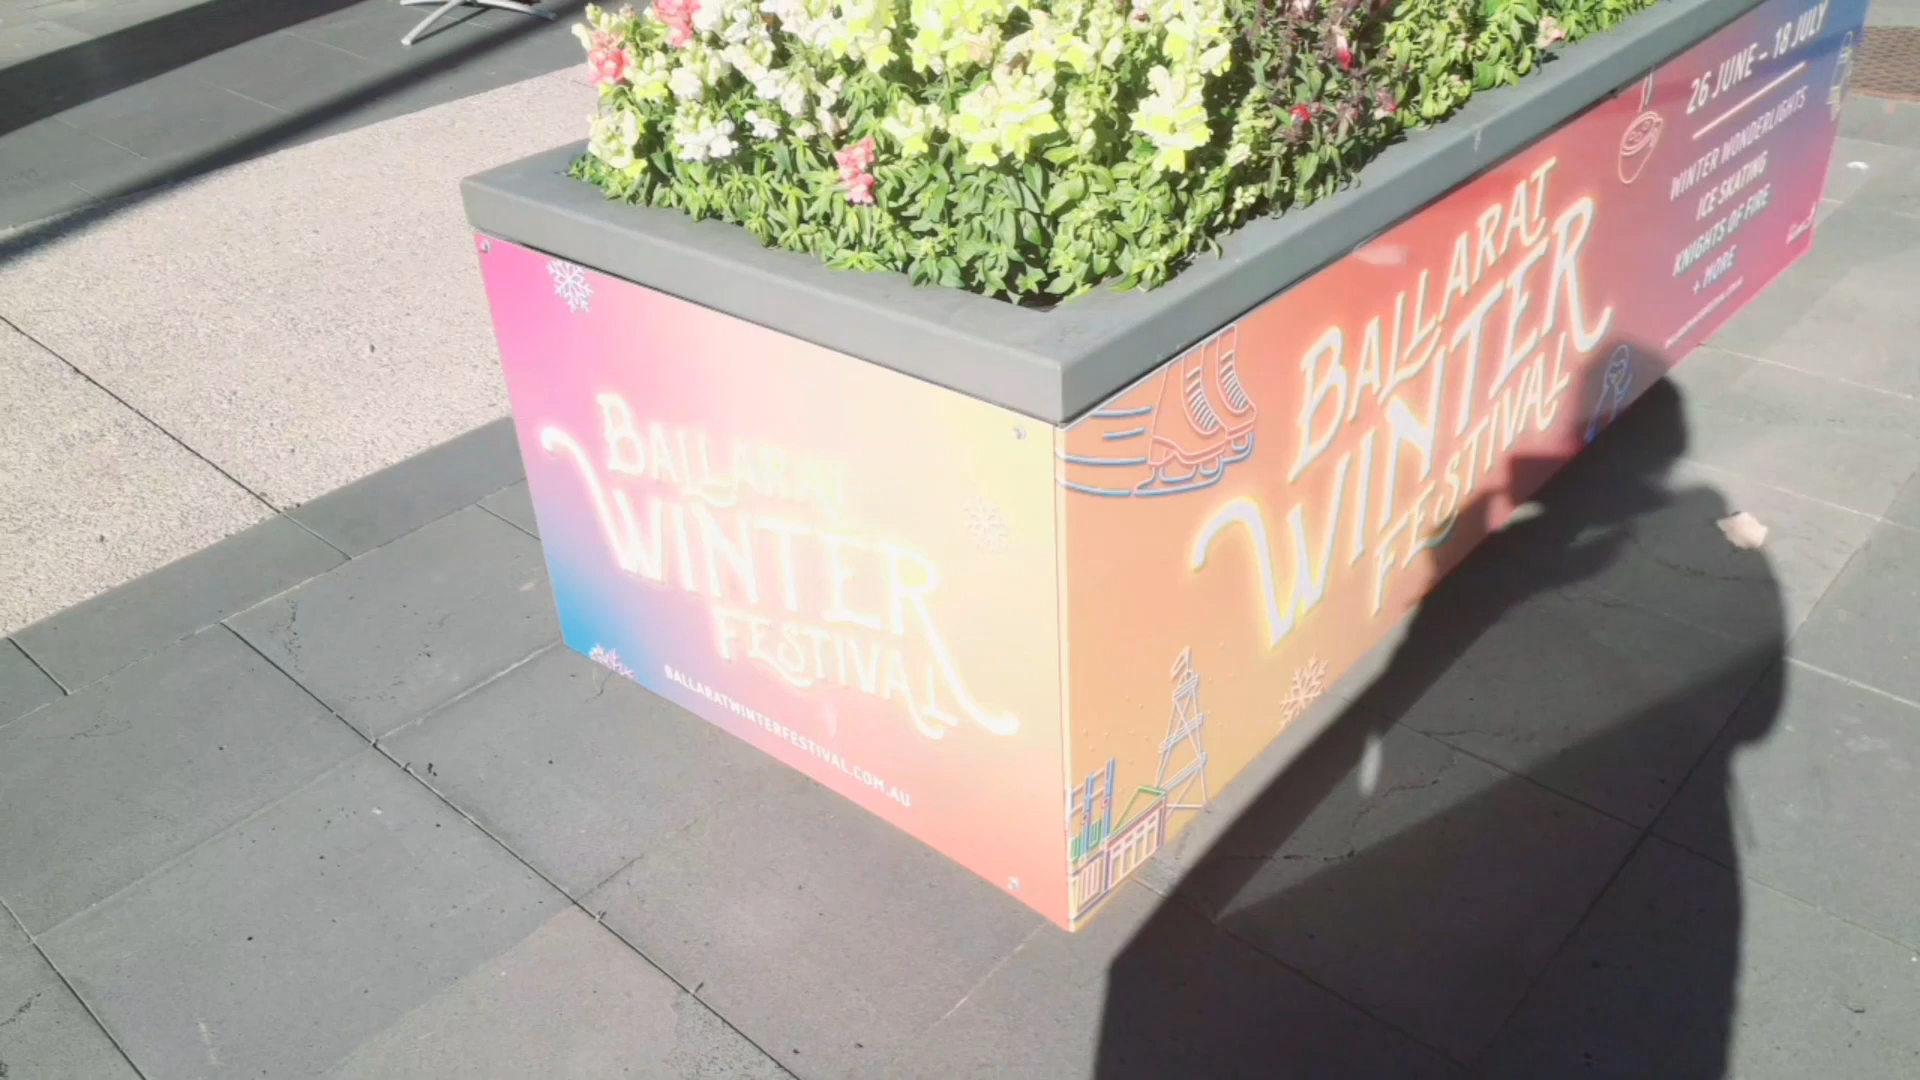 BALLARAT
WINTER
FESTIVAL
BALLARATWINTERFESTIVAL.COM.AU
BALLARAT
WINTER
FESTIVAL
26 JUNE – 18 JULY
WINTER WONDERLIGHTS
ICE SKATING
KNIGHTS OF FIRE
+ MORE